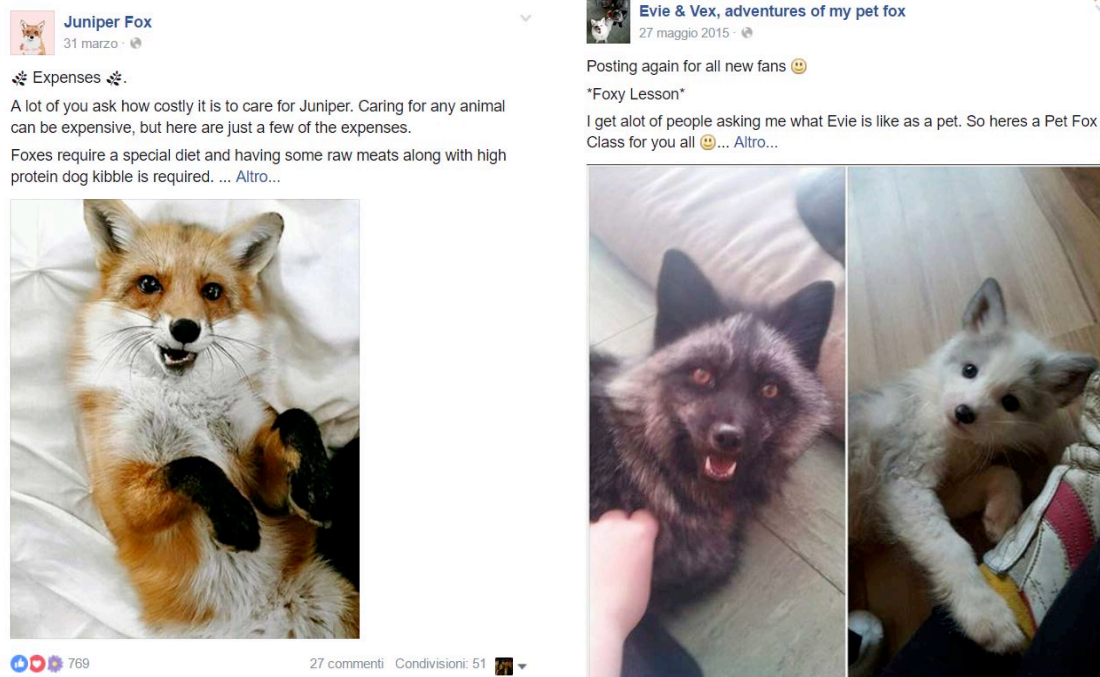 Juniper Fox
31 marzo ·
Expenses .
A lot of you ask how costly it is to care for Juniper. Caring for any animal
can be expensive, but here are just a few of the expenses.
Foxes require a special diet and having some raw meats along with high
protein dog kibble is required. ... Altro...
769
27 commenti Condivisioni: 51
Evie & Vex, adventures of my pet fox
27 maggio 2015 ·
Posting again for all new fans
*Foxy Lesson*
I get alot of people asking me what Evie is like as a pet. So heres a Pet Fox
Class for you all ... Altro...